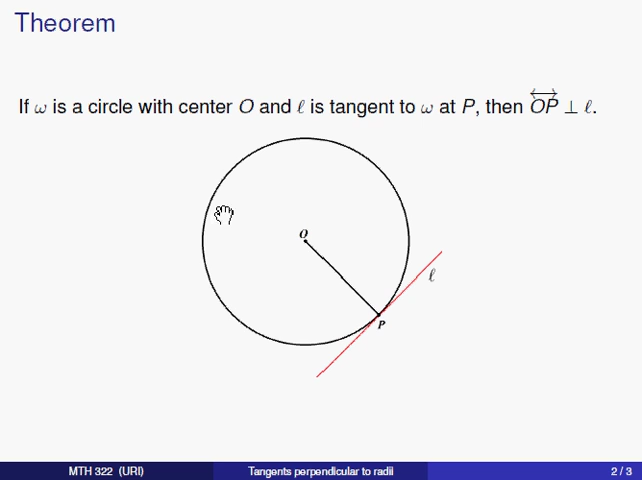 Theorem
If ω is a circle with center O and ℓ is tangent to ω at P, then \overleftrightarrow{OP} ⊥ ℓ.
O
ℓ
P
MTH 322 (URI) Tangents perpendicular to radii 2 / 3